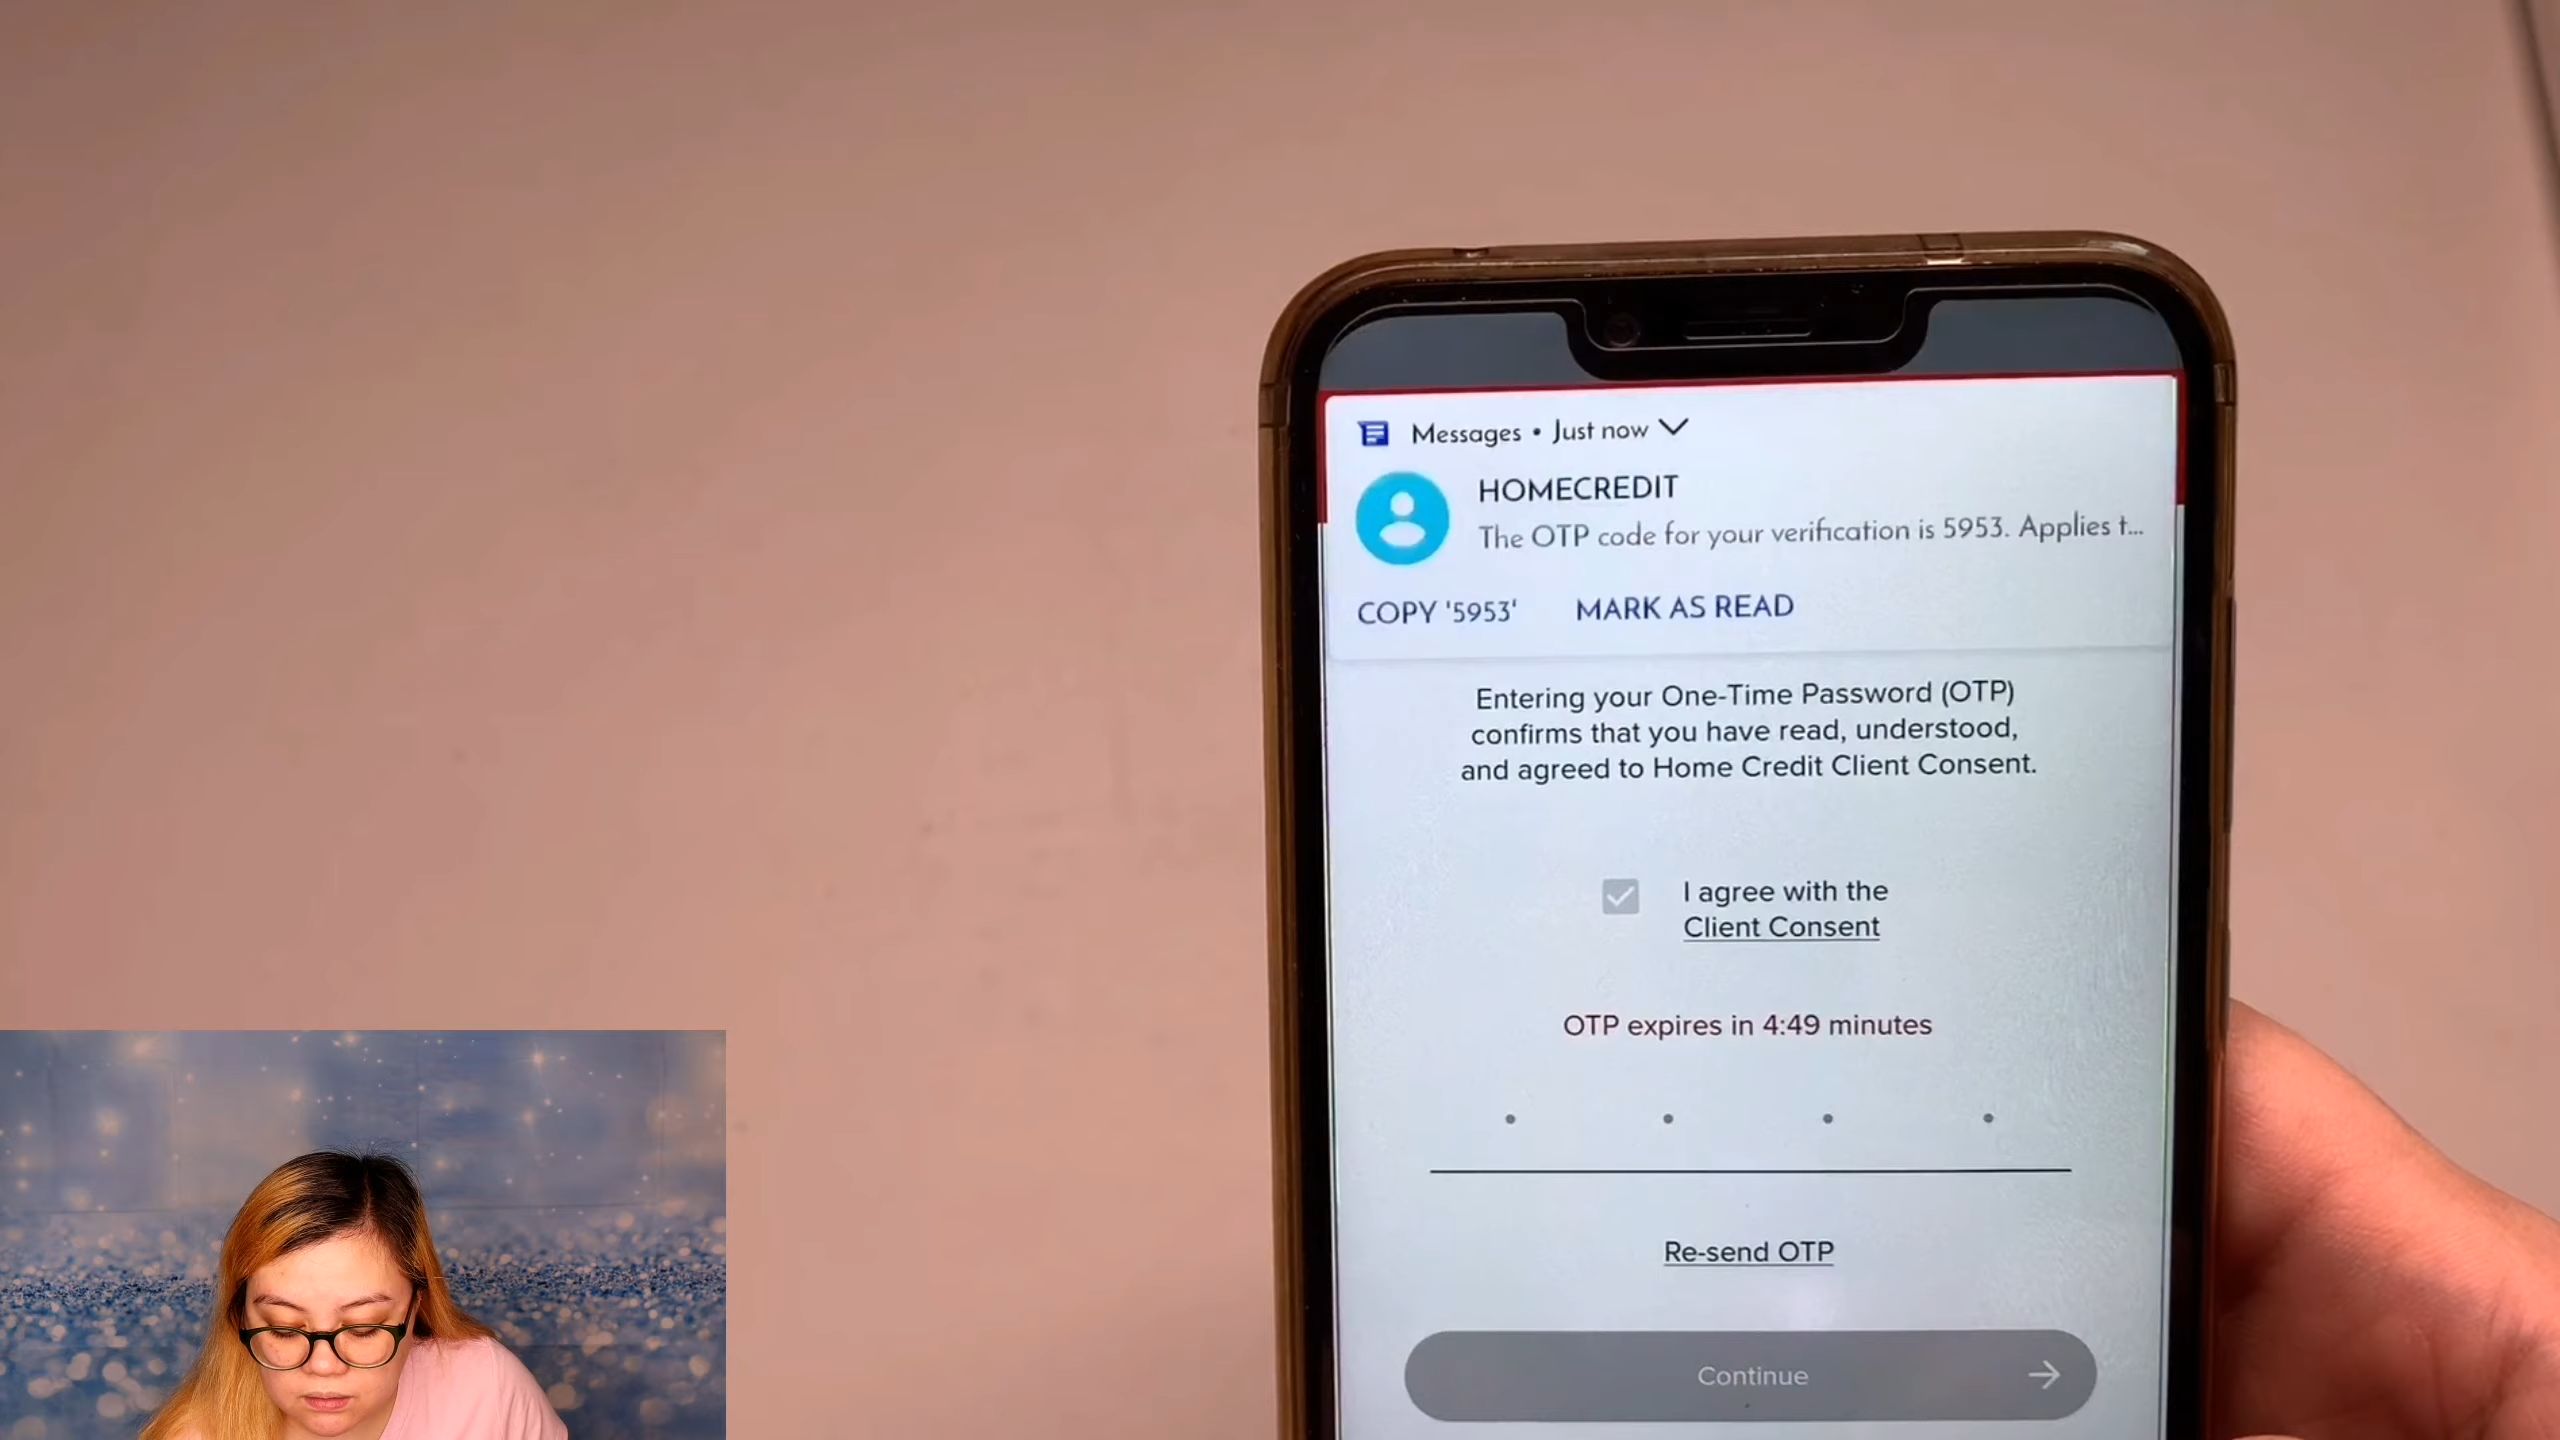 Messages • Just now
HOMECREDIT
The OTP code for your verification is 5953. Applies t...
COPY '5953' MARK AS READ
Entering your One-Time Password (OTP)
confirms that you have read, understood,
and agreed to Home Credit Client Consent.
I agree with the
Client Consent
OTP expires in 4:49 minutes
Re-send OTP
Continue